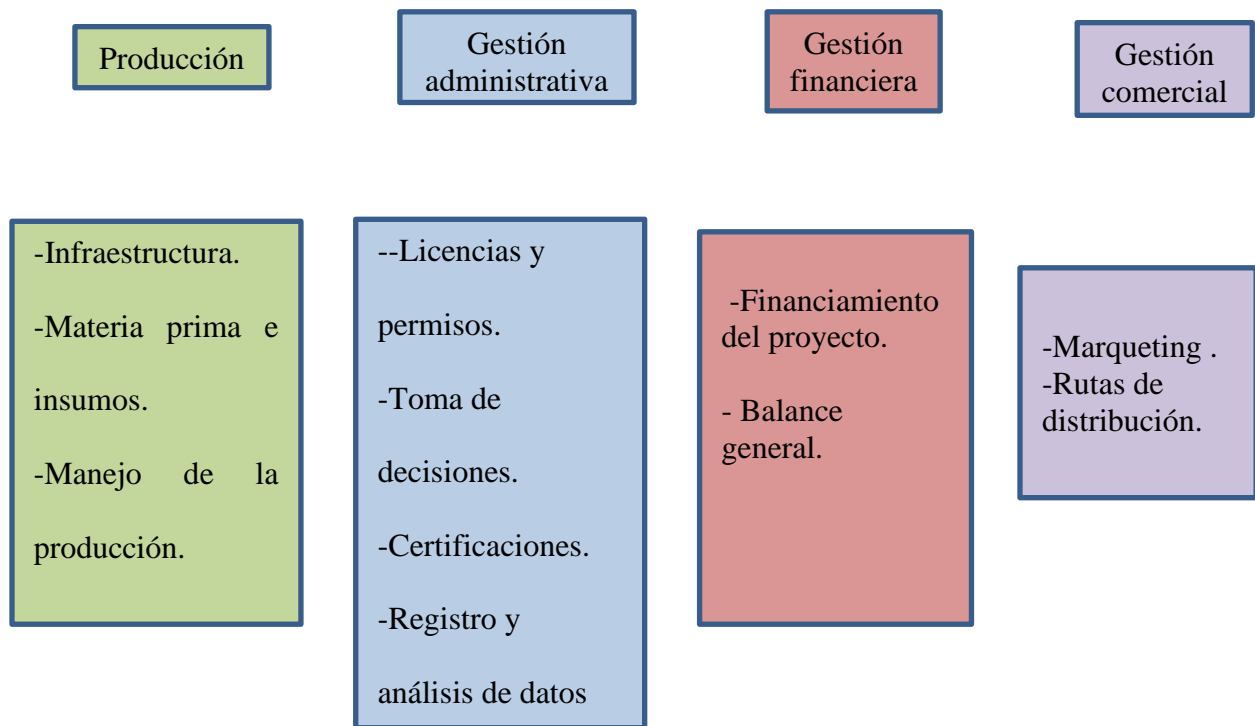 Producción
Gestión
administrativa
Gestión
financiera
Gestión
comercial
-Infraestructura.
-Materia prima e
insumos.
-Manejo de la
producción.
--Licencias y
permisos.
-Toma de
decisiones.
-Certificaciones.
-Registro y
análisis de datos
-Financiamiento
del proyecto.
- Balance
general.
-Marqueting .
-Rutas de
distribución.